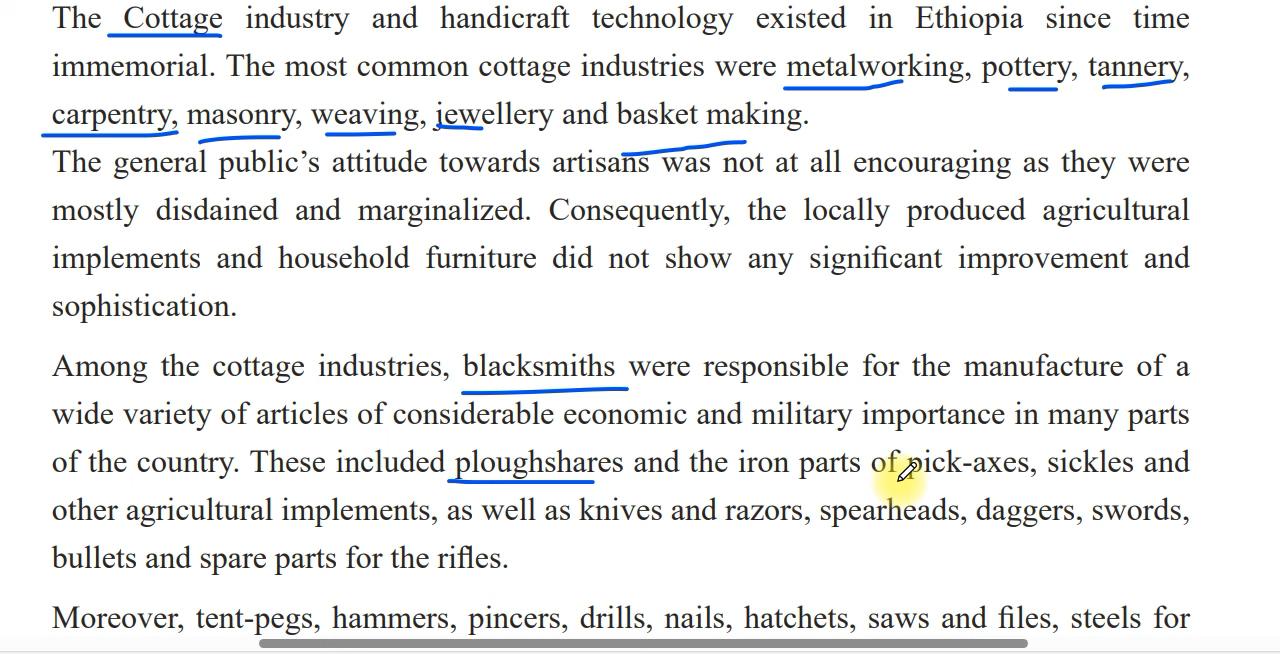 The Cottage industry and handicraft technology existed in Ethiopia since time
immemorial. The most common cottage industries were metalworking, pottery, tannery,
carpentry, masonry, weaving, jewellery and basket making.
The general public’s attitude towards artisans was not at all encouraging as they were
mostly disdained and marginalized. Consequently, the locally produced agricultural
implements and household furniture did not show any significant improvement and
sophistication.
Among the cottage industries, blacksmiths were responsible for the manufacture of a
wide variety of articles of considerable economic and military importance in many parts
of the country. These included ploughshares and the iron parts of pick-axes, sickles and
other agricultural implements, as well as knives and razors, spearheads, daggers, swords,
bullets and spare parts for the rifles.
Moreover, tent-pegs, hammers, pincers, drills, nails, hatchets, saws and files, steels for